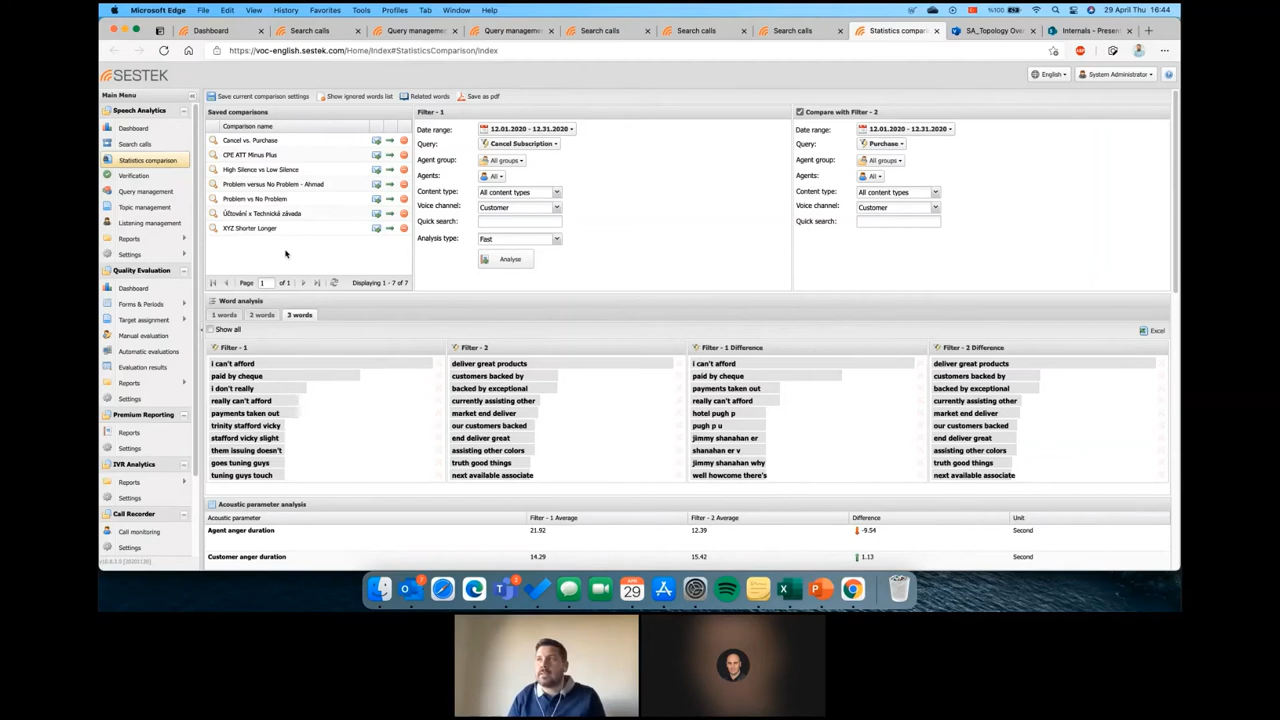 Microsoft Edge File Edit View History Favorites Tools Profiles Tab Window Help %100 29 April Thu 16:44
Dashboard Search calls Query manageme Query manageme Search calls Search calls Search calls Statistics comparis SA_Topology Ove Internals - Present
https://voc-english.sestek.com/Home/Index#StatisticsComparison/Index
SESTEK English System Administrator
Main Menu
Speech Analytics
Dashboard
Search calls
Statistics comparison
Verification
Query management
Topic management
Listening management
Reports
Settings
Quality Evaluation
Dashboard
Forms & Periods
Target assignment
Manual evaluation
Automatic evaluations
Evaluation results
Reports
Settings
Premium Reporting
Reports
Settings
IVR Analytics
Reports
Settings
Call Recorder
Call monitoring
Settings
Save current comparison settings Show ignored words list Related words Save as pdf
Saved comparisons
Comparison name
Cancel vs. Purchase
CPE ATT Minus Plus
High Silence vs Low Silence
Problem versus No Problem - Ahmad
Problem vs No Problem
Účtování x Technická závada
XYZ Shorter Longer
Page 1 of 1 Displaying 1 - 7 of 7
Filter - 1
Date range: 12.01.2020 - 12.31.2020
Query: Cancel Subscription
Agent group: All groups
Agents: All
Content type: All content types
Voice channel: Customer
Quick search:
Analysis type: Fast
Analyse
Compare with Filter - 2
Date range: 12.01.2020 - 12.31.2020
Query: Purchase
Agent group: All groups
Agents: All
Content type: All content types
Voice channel: Customer
Quick search:
Word analysis
1 words 2 words 3 words
Show all Excel
Filter - 1 Filter - 2 Filter - 1 Difference Filter - 2 Difference
i can't afford deliver great products i can't afford deliver great products
paid by cheque customers backed by paid by cheque customers backed by
i don't really backed by exceptional payments taken out backed by exceptional
really can't afford currently assisting other really can't afford currently assisting other
payments taken out market end deliver hotel pugh p market end deliver
trinity stafford vicky our customers backed pugh p u our customers backed
stafford vicky slight end deliver great jimmy shanahan er end deliver great
them issuing doesn't assisting other colors shanahan er v assisting other colors
goes tuning guys truth good things jimmy shanahan why truth good things
tuning guys touch next available associate well howcome there's next available associate
Acoustic parameter analysis
Acoustic parameter Filter - 1 Average Filter - 2 Average Difference Unit
Agent anger duration 21.92 12.39 -9.54 Second
Customer anger duration 14.29 15.42 1.13 Second